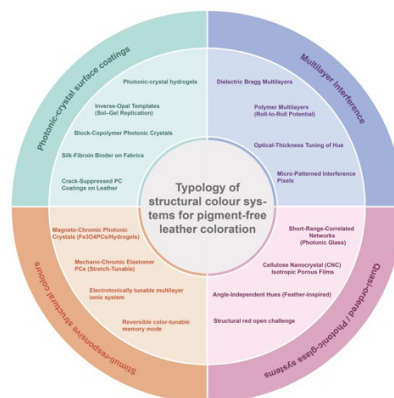 Photonic-crystal surface coatings
Photonic-crystal hydrogels
Inverse-Opal Templates
(Sol–Gel Replication)
Block-Copolymer Photonic Crystals
Silk-Fibroin Binder on Fabrics
Crack-Suppressed PC
Coatings on Leather
Multilayer interference
Dielectric Bragg Multilayers
Polymer Multilayers
(Roll-to-Roll Potential)
Optical-Thickness Tuning of Hue
Micro-Patterned Interference
Pixels
Typology of
structural colour sys-
tems for pigment-free
leather coloration
Stimuli-responsive structural colours
Magneto-Chromic Photonic
Crystals (Fe3O4PCs/Hydrogels)
Mechano-Chromic Elastomer
PCs (Stretch-Tunable)
Electrotonically tunable multilayer
ionic system
Reversible color-tunable
memory mode
Quasi-ordered / Photonic-glass systems
Short-Range-Correlated
Networks
(Photonic Glass)
Cellulose Nanocrystal (CNC)
Isotropic Porous Films
Angle-Independent Hues (Feather-Inspired)
Structural red open challenge